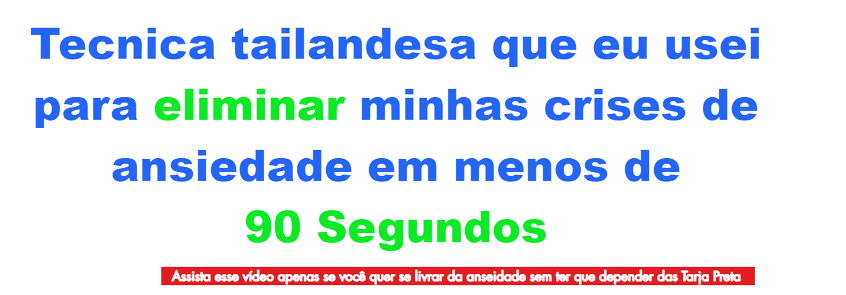 Tecnica tailandesa que eu usei
para eliminar minhas crises de
ansiedade em menos de
90 Segundos
Assista esse vídeo apenas se você quer se livrar da anseidade sem ter que depender das Tarja Preta